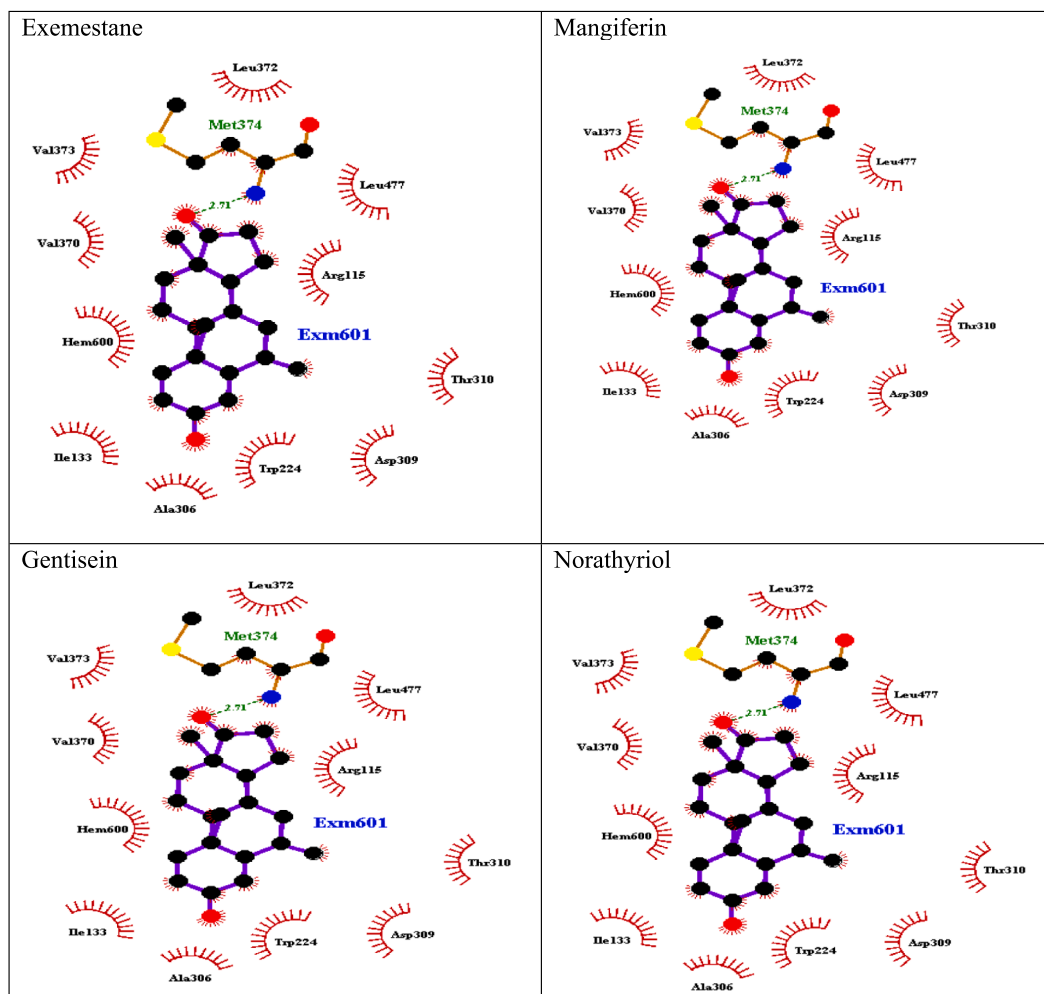 Exemestane
Leu372
Met374
Val373
Leu477
2.71
Val370
Arg115
Exm601
Hem600
Thr310
Ile133
Asp309
Trp224
Ala306
Mangiferin
Leu372
Met374
Val373
Leu477
2.71
Val370
Arg115
Exm601
Hem600
Thr310
Ile133
Asp309
Trp224
Ala306
Gentisein
Leu372
Met374
Val373
Leu477
2.71
Val370
Arg115
Exm601
Hem600
Thr310
Ile133
Asp309
Trp224
Ala306
Norathyriol
Leu372
Met374
Val373
Leu477
2.71
Val370
Arg115
Exm601
Hem600
Thr310
Ile133
Asp309
Trp224
Ala306